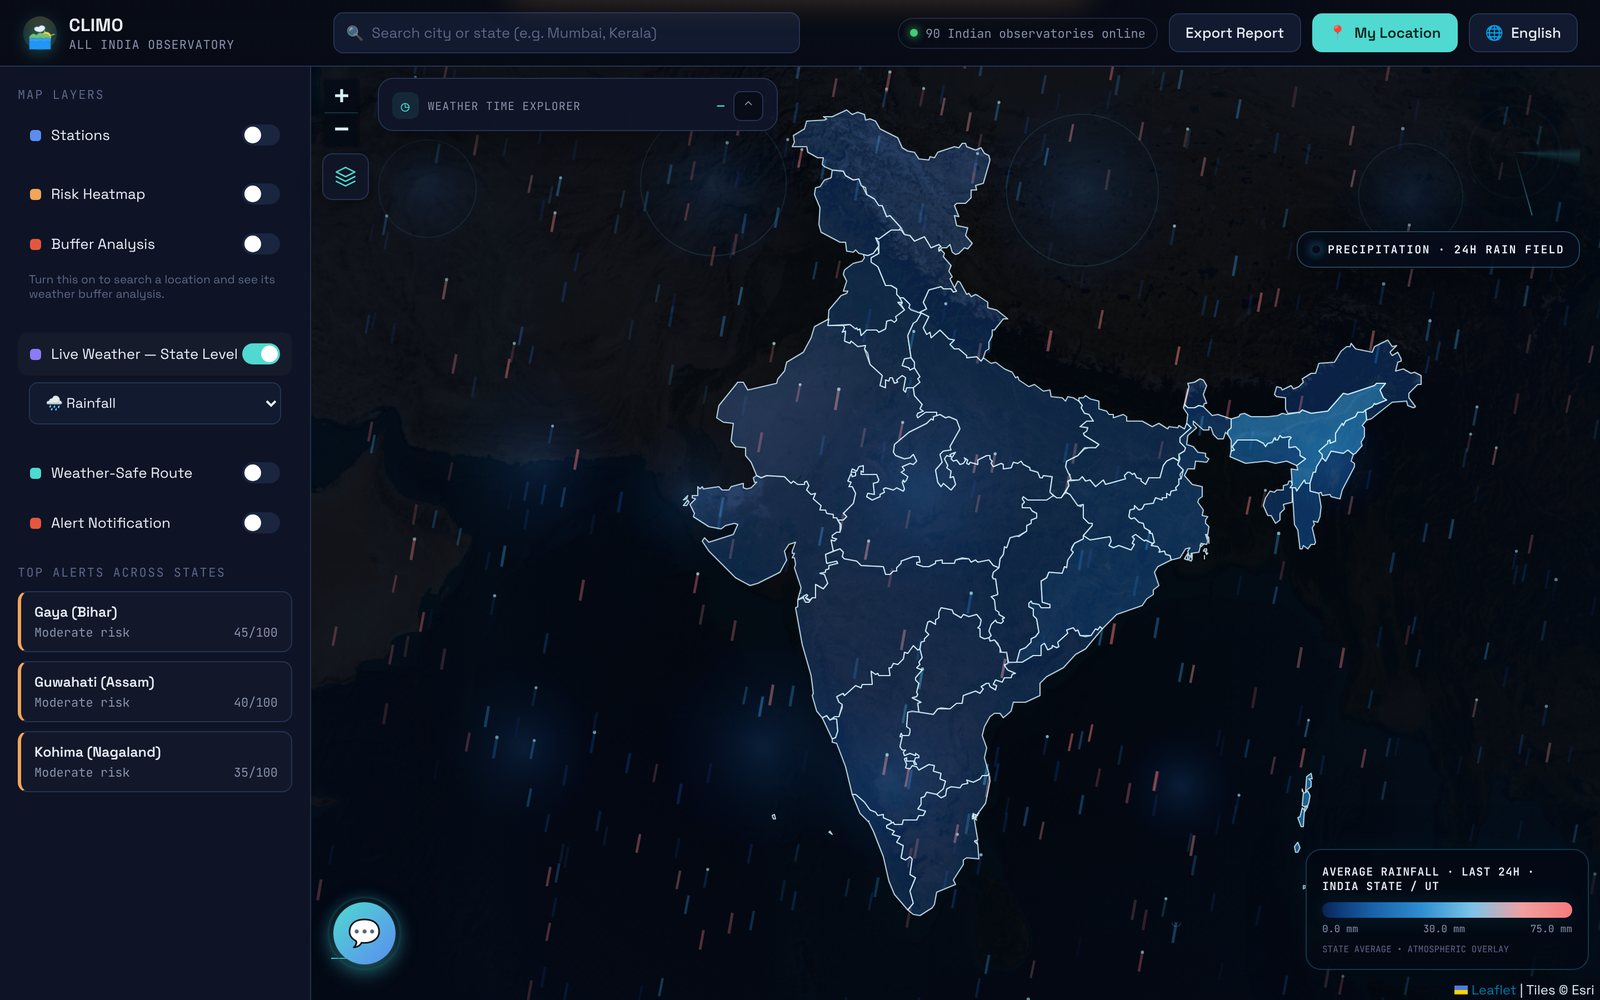 CLIMO
ALL INDIA OBSERVATORY
Search city or state (e.g. Mumbai, Kerala)
90 Indian observatories online
Export Report
My Location
English
MAP LAYERS
Stations
Risk Heatmap
Buffer Analysis
Turn this on to search a location and see its
weather buffer analysis.
Live Weather — State Level
Rainfall
Weather-Safe Route
Alert Notification
TOP ALERTS ACROSS STATES
Gaya (Bihar)
Moderate risk 45/100
Guwahati (Assam)
Moderate risk 40/100
Kohima (Nagaland)
Moderate risk 35/100
+
−
WEATHER TIME EXPLORER –
PRECIPITATION · 24H RAIN FIELD
AVERAGE RAINFALL · LAST 24H ·
INDIA STATE / UT
0.0 mm 30.0 mm 75.0 mm
STATE AVERAGE • ATMOSPHERIC OVERLAY
Leaflet | Tiles © Esri